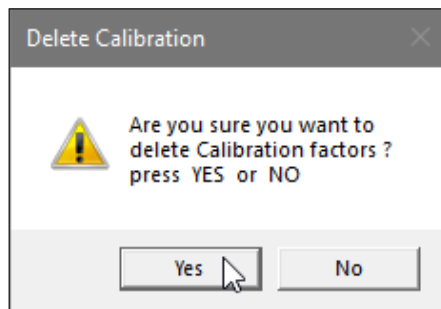 Delete Calibration
Are you sure you want to
delete Calibration factors ?
press YES or NO
Yes
No